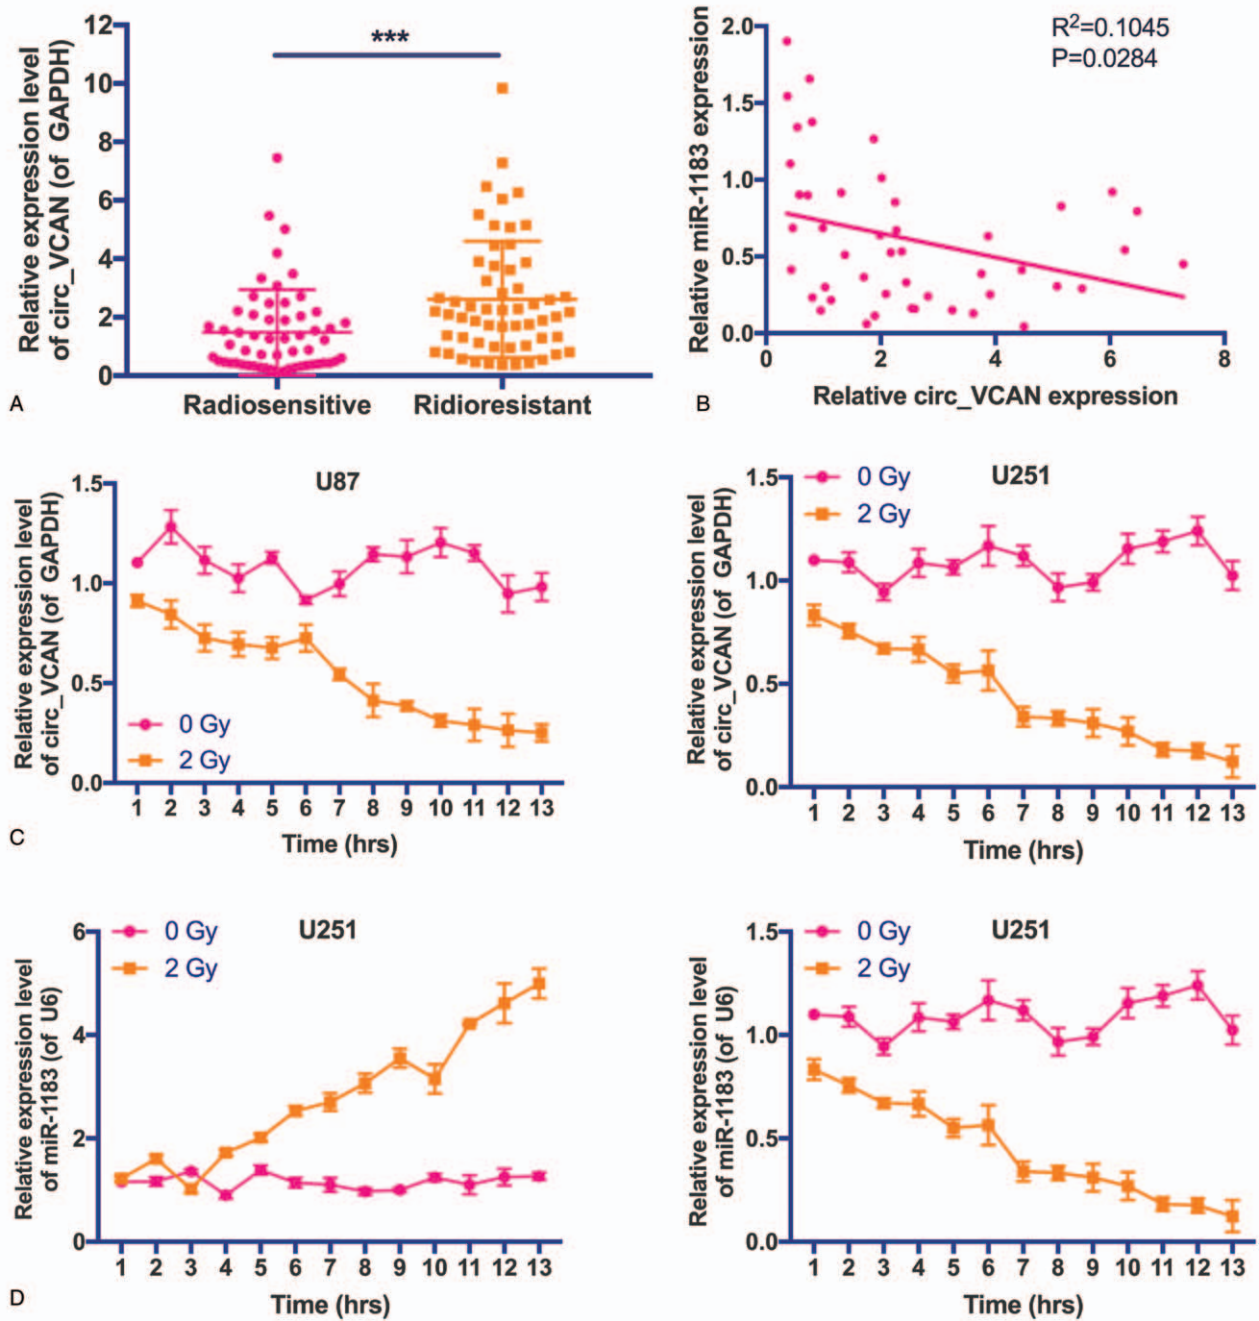 Relative expression level
of circ_VCAN (of GAPDH)
12
10
8
6
4
2
0
***
Radiosensitive
Ridioresistant
A
Relative miR-1183 expression
2.0
1.5
1.0
0.5
0.0
R²=0.1045
P=0.0284
0 2 4 6 8
Relative circ_VCAN expression
B
U87
Relative expression level
of circ_VCAN (of GAPDH)
1.5
1.0
0.5
0.0
0 Gy
2 Gy
1 2 3 4 5 6 7 8 9 10 11 12 13
Time (hrs)
C
U251
Relative expression level
of circ_VCAN (of GAPDH)
1.5
1.0
0.5
0.0
0 Gy
2 Gy
1 2 3 4 5 6 7 8 9 10 11 12 13
Time (hrs)
U251
Relative expression level
of miR-1183 (of U6)
6
4
2
0
0 Gy
2 Gy
1 2 3 4 5 6 7 8 9 10 11 12 13
Time (hrs)
D
U251
Relative expression level
of miR-1183 (of U6)
1.5
1.0
0.5
0.0
0 Gy
2 Gy
1 2 3 4 5 6 7 8 9 10 11 12 13
Time (hrs)